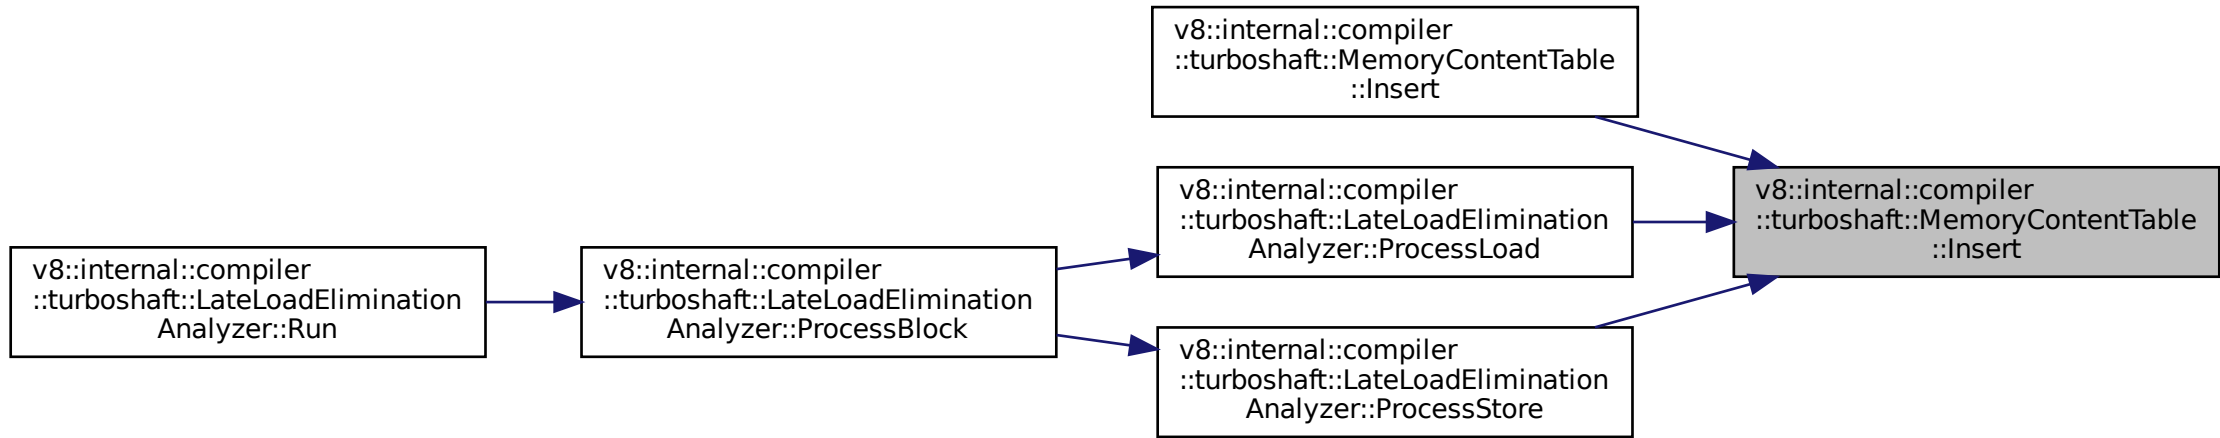 v8::internal::compiler
::turboshaft::MemoryContentTable
::Insert
v8::internal::compiler
::turboshaft::LateLoadElimination
Analyzer::ProcessLoad
v8::internal::compiler
::turboshaft::MemoryContentTable
::Insert
v8::internal::compiler
::turboshaft::LateLoadElimination
Analyzer::Run
v8::internal::compiler
::turboshaft::LateLoadElimination
Analyzer::ProcessBlock
v8::internal::compiler
::turboshaft::LateLoadElimination
Analyzer::ProcessStore